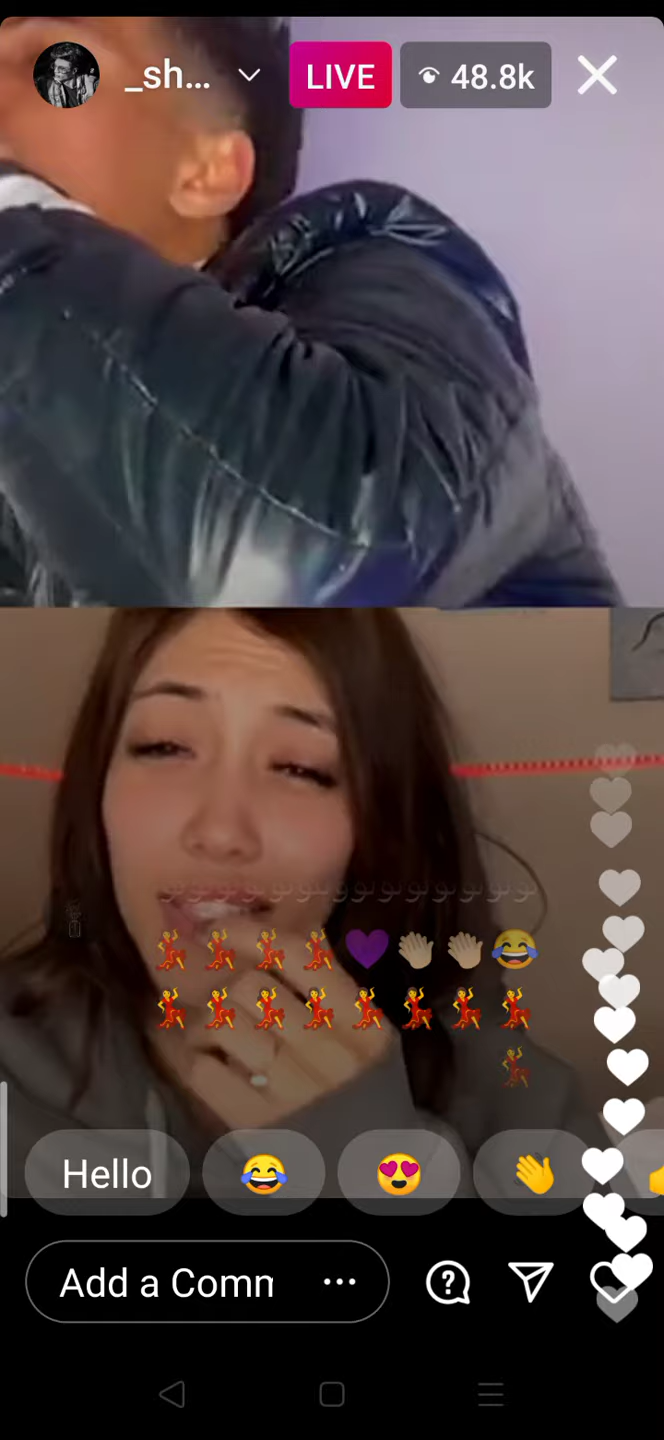 _sh...
LIVE
48.8k
💃💃💃💃💜👏🏼👏🏼😂
💃💃💃💃💃💃💃💃
💃
Hello
😂
😍
👋
Add a Comn